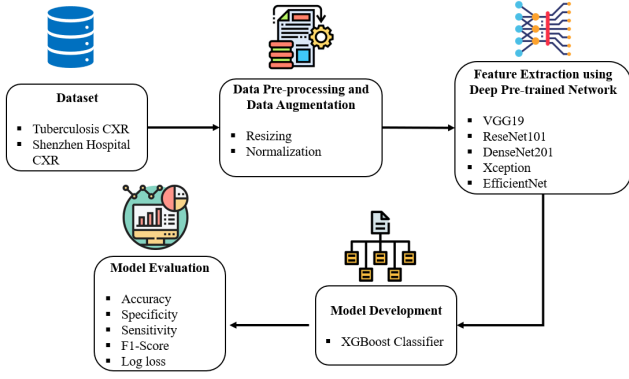 Dataset
Tuberculosis CXR
Shenzhen Hospital
CXR
Data Pre-processing and
Data Augmentation
Resizing
Normalization
Feature Extraction using
Deep Pre-trained Network
VGG19
ReseNet101
DenseNet201
Xception
EfficientNet
Model Development
XGBoost Classifier
Model Evaluation
Accuracy
Specificity
Sensitivity
F1-Score
Log loss